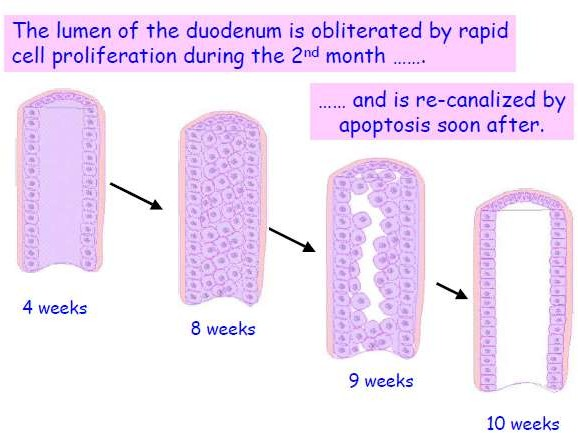 The lumen of the duodenum is obliterated by rapid
cell proliferation during the 2nd month …….
…… and is re-canalized by
apoptosis soon after.
4 weeks
8 weeks
9 weeks
10 weeks